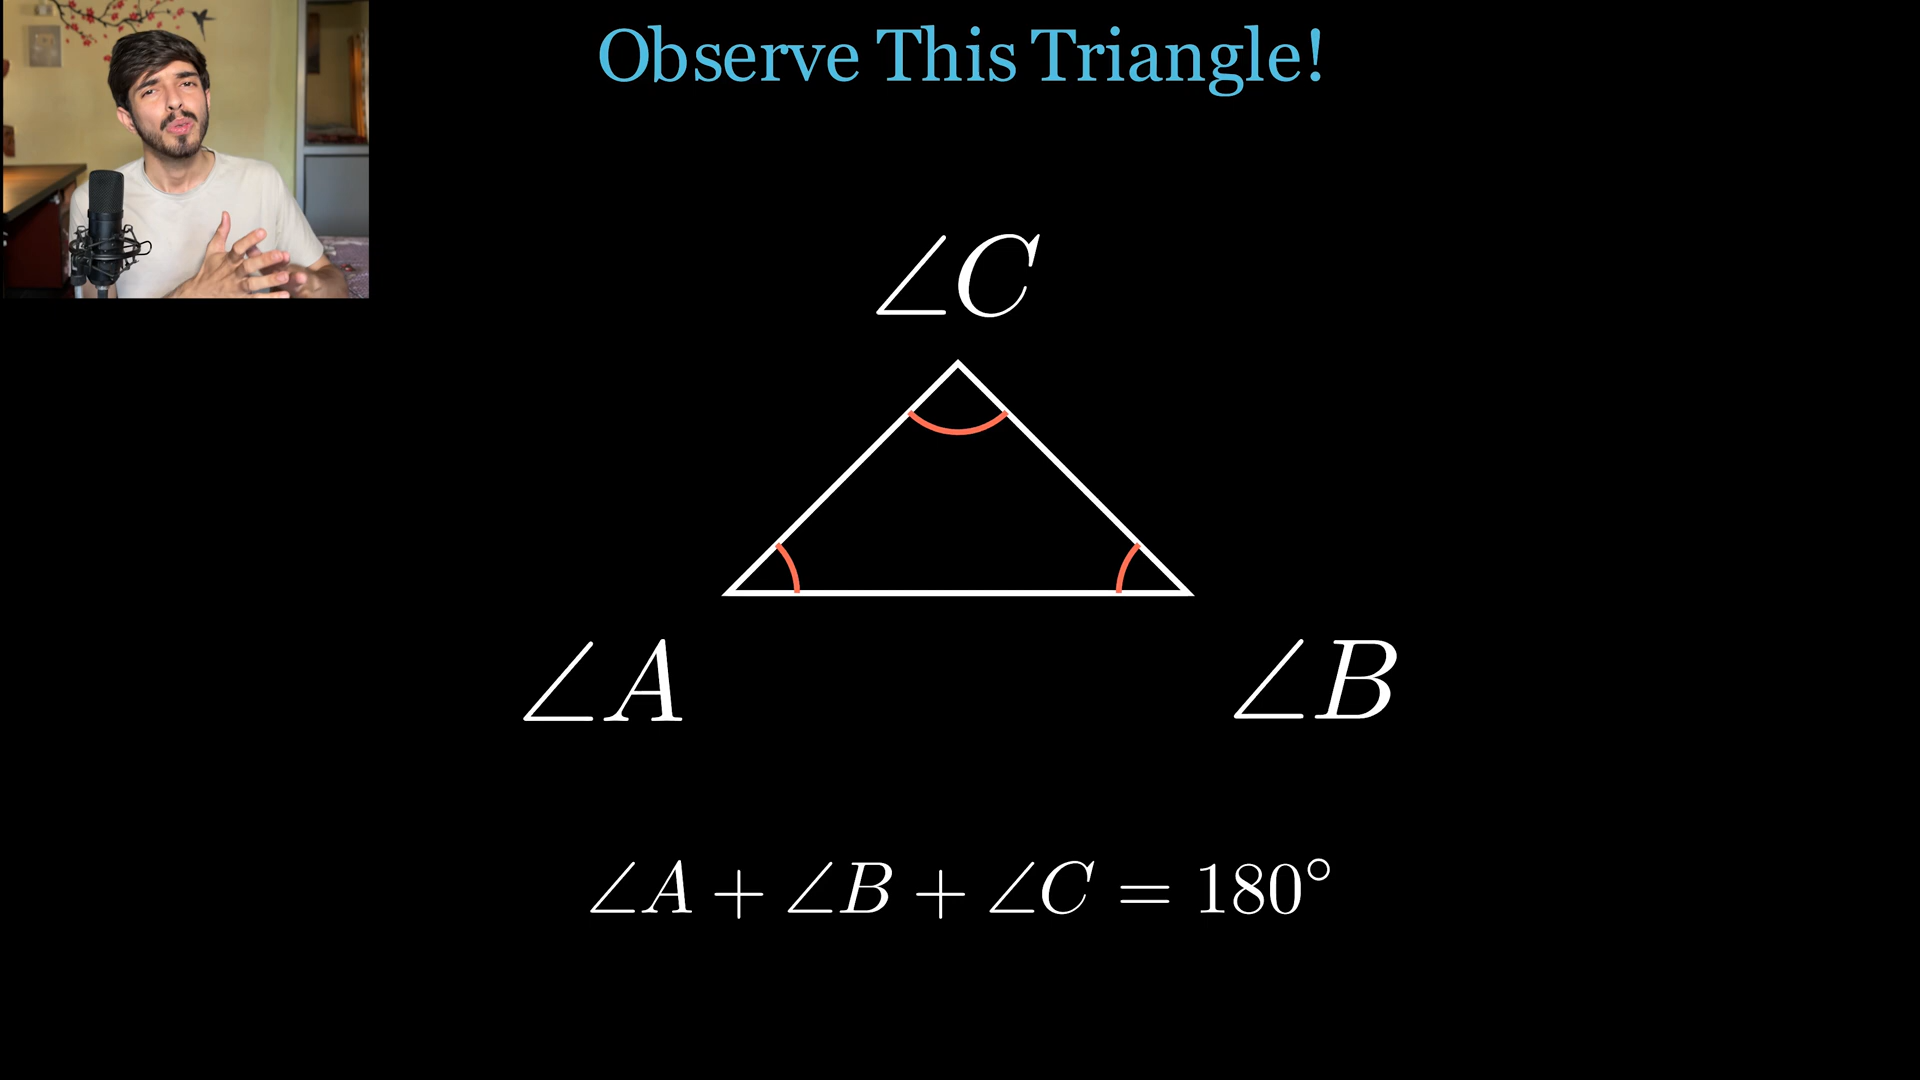 Observe This Triangle!
∠C
∠A
∠B
∠A + ∠B + ∠C = 180°